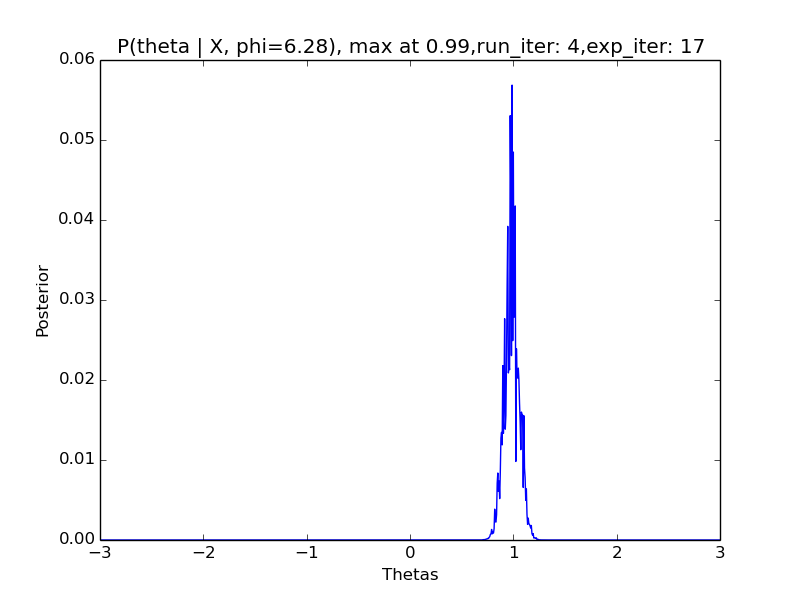 P(theta | X, phi=6.28), max at 0.99,run_iter: 4,exp_iter: 17
0.06
0.05
0.04
0.03
0.02
0.01
0.00
Posterior
−3 −2 −1 0 1 2 3
Thetas